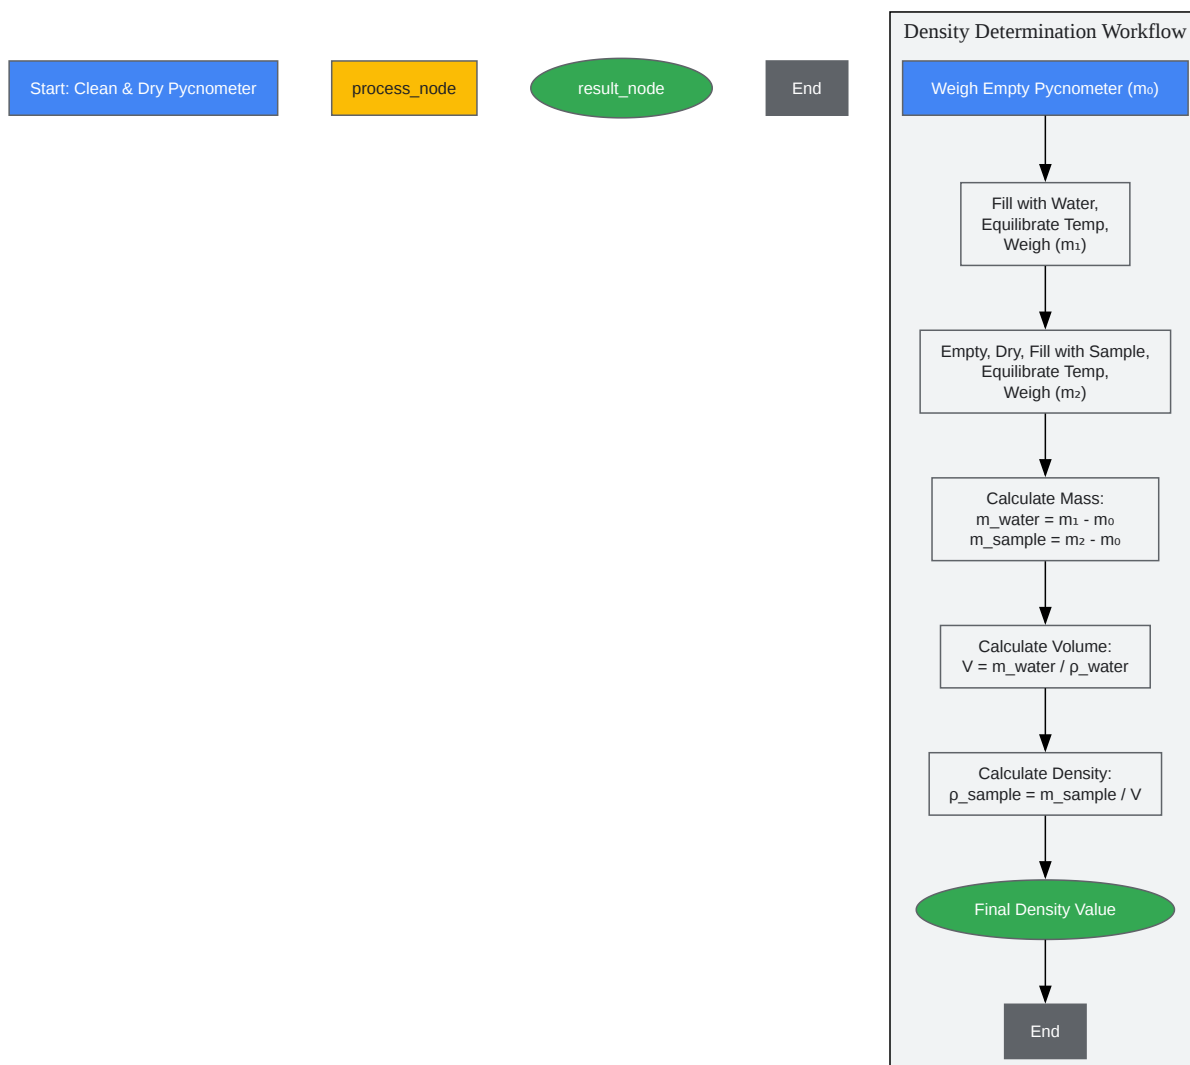 Density Determination Workflow
Start: Clean & Dry Pycnometer
process_node
result_node
End
Weigh Empty Pycnometer (m₀)
Fill with Water,
Equilibrate Temp,
Weigh (m₁)
Empty, Dry, Fill with Sample,
Equilibrate Temp,
Weigh (m₂)
Calculate Mass:
m_water = m₁ - m₀
m_sample = m₂ - m₀
Calculate Volume:
V = m_water / ρ_water
Calculate Density:
ρ_sample = m_sample / V
Final Density Value
End